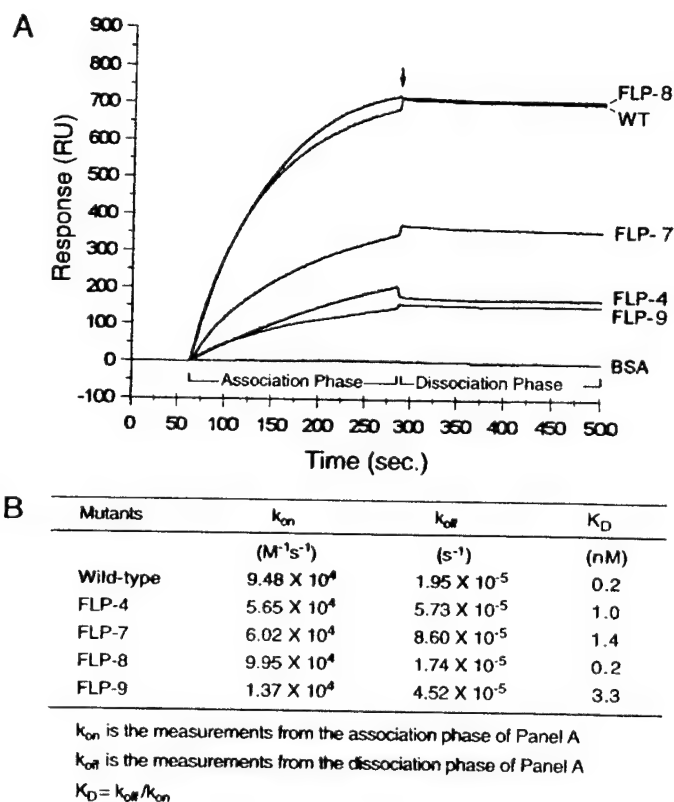 A
900
800
700
600
500
400
300
200
100
0
-100
Response (RU)
FLP-8
WT
FLP-7
FLP-4
FLP-9
BSA
Association Phase
Dissociation Phase
0 50 100 150 200 250 300 350 400 450 500
Time (sec.)
B
Mutants kon koff KD
(M⁻¹s⁻¹) (s⁻¹) (nM)
Wild-type 9.48 X 10⁴ 1.95 X 10⁻⁵ 0.2
FLP-4 5.65 X 10⁴ 5.73 X 10⁻⁵ 1.0
FLP-7 6.02 X 10⁴ 8.60 X 10⁻⁵ 1.4
FLP-8 9.95 X 10⁴ 1.74 X 10⁻⁵ 0.2
FLP-9 1.37 X 10⁴ 4.52 X 10⁻⁵ 3.3
kon is the measurements from the association phase of Panel A
koff is the measurements from the dissociation phase of Panel A
KD = koff/kon